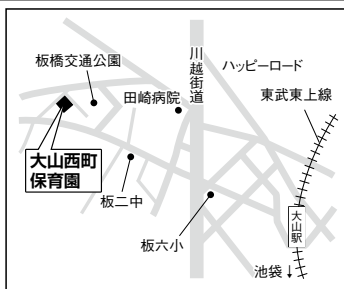 板橋交通公園
田崎病院
川越街道
ハッピーロード
東武東上線
大山西町
保育園
板二中
板六小
大山駅
池袋↓